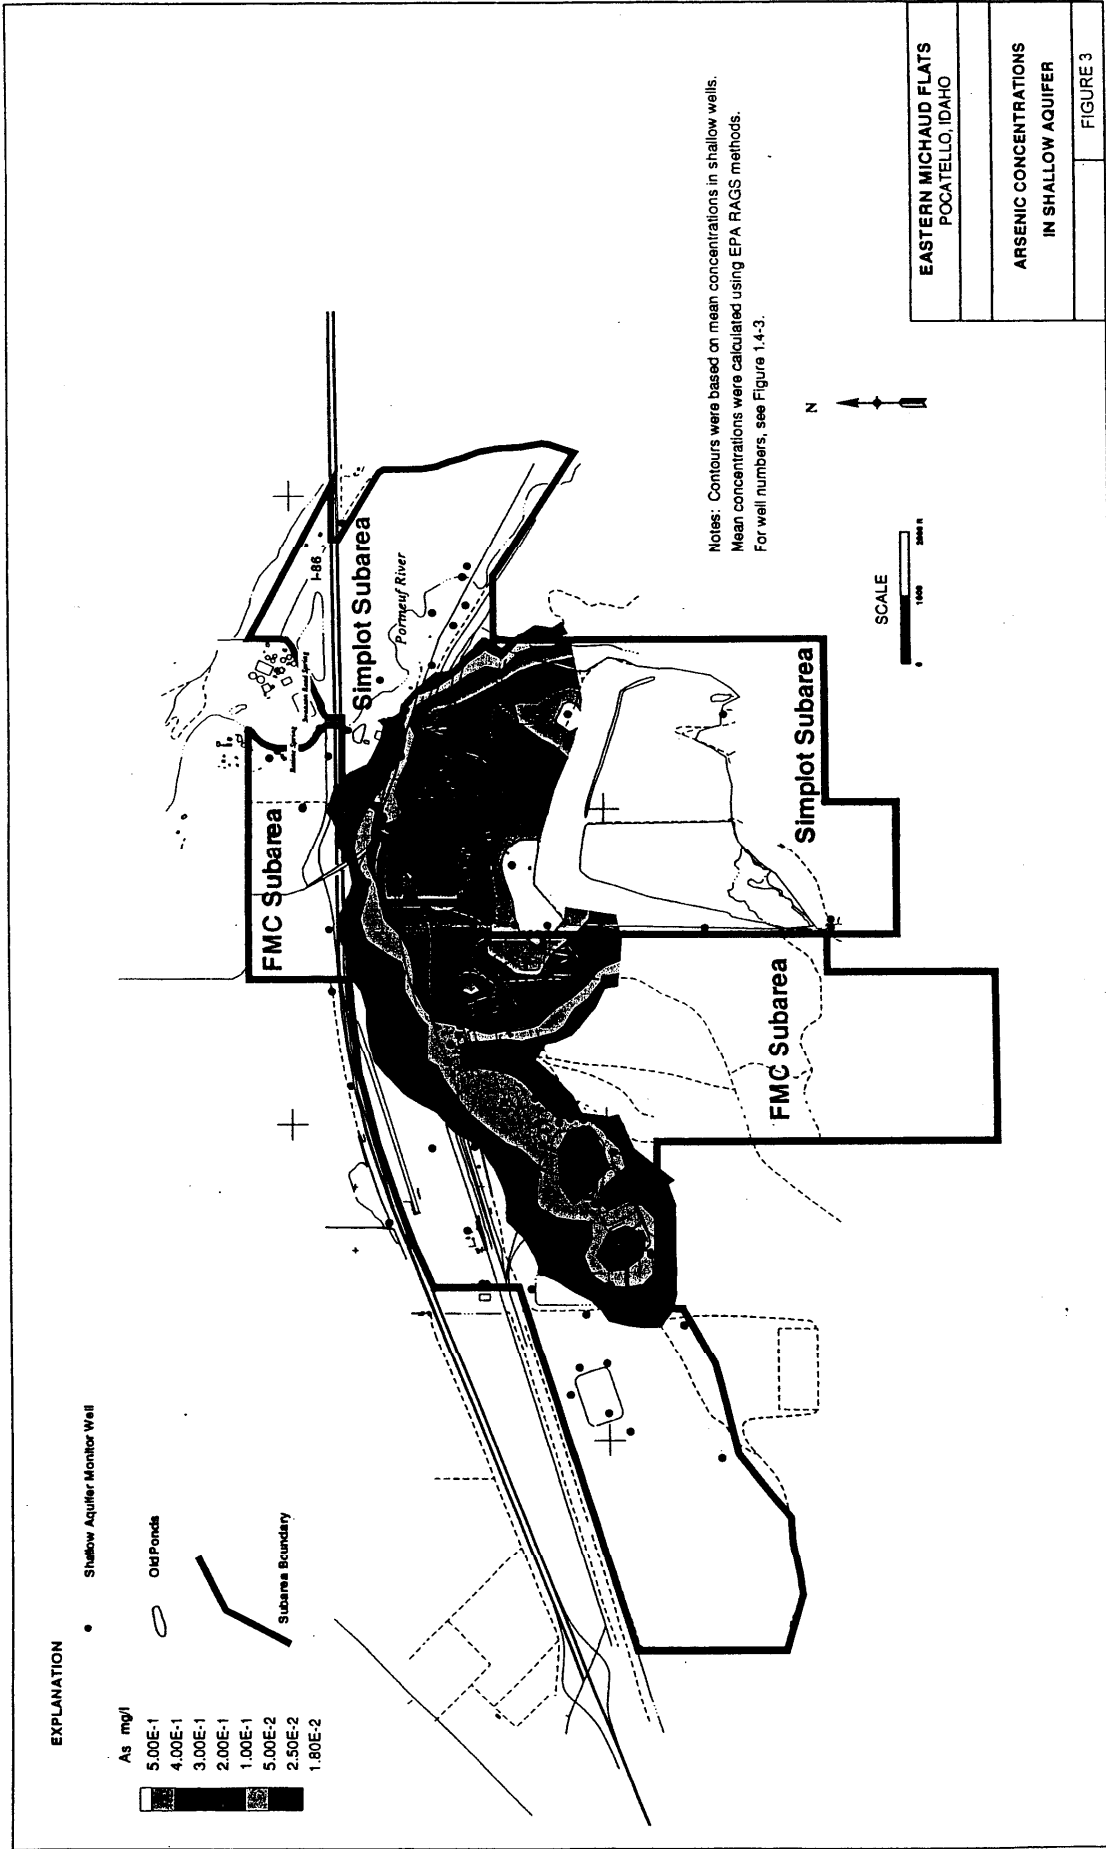 EXPLANATION
As mg/l
5.00E-1
4.00E-1
3.00E-1
2.00E-1
1.00E-1
5.00E-2
2.50E-2
1.80E-2
Shallow Aquifer Monitor Well
Old Ponds
Subarea Boundary
FMC Subarea
Simplot Subarea
I-86
Portneuf River
FMC Subarea
Simplot Subarea
N
SCALE
0 1000 2000 ft
Notes: Contours were based on mean concentrations in shallow wells.
Mean concentrations were calculated using EPA RAGS methods.
For well numbers, see Figure 1.4-3.
EASTERN MICHAUD FLATS
POCATELLO, IDAHO
ARSENIC CONCENTRATIONS
IN SHALLOW AQUIFER
FIGURE 3